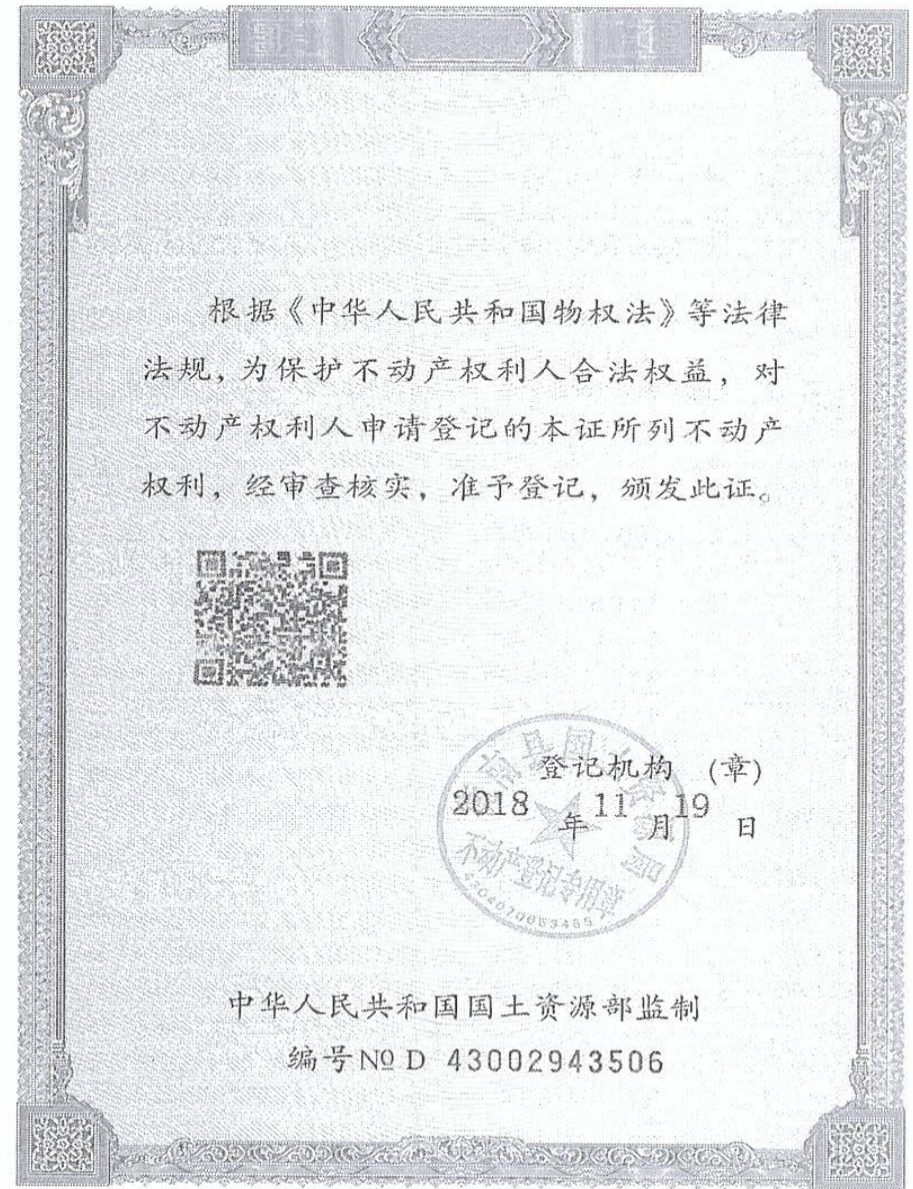 根据《中华人民共和国物权法》等法律
法规，为保护不动产权利人合法权益，对
不动产权利人申请登记的本证所列不动产
权利，经审查核实，准予登记，颁发此证。
登记机构 (章)
2018 年 11 月 19 日
不动产登记专用章
中华人民共和国国土资源部监制
编号 № D 43002943506